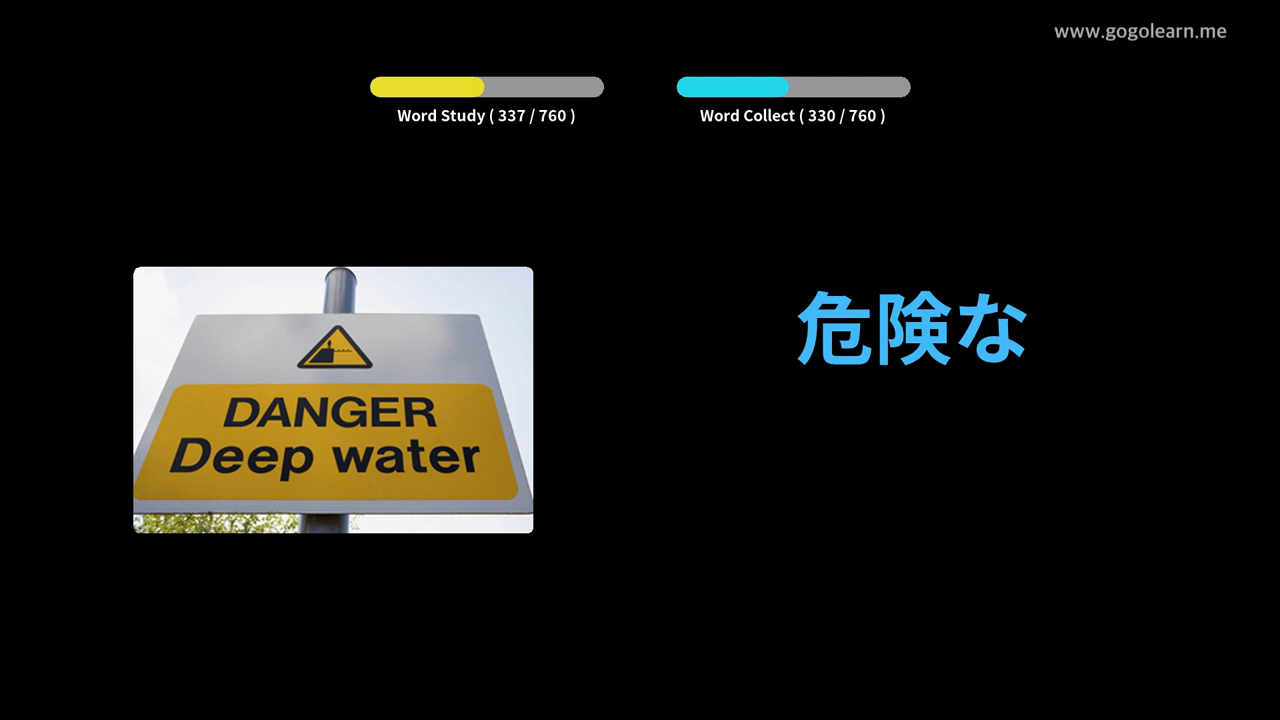 www.gogolearn.me
Word Study ( 337 / 760 )
Word Collect ( 330 / 760 )
DANGER
Deep water
危険な